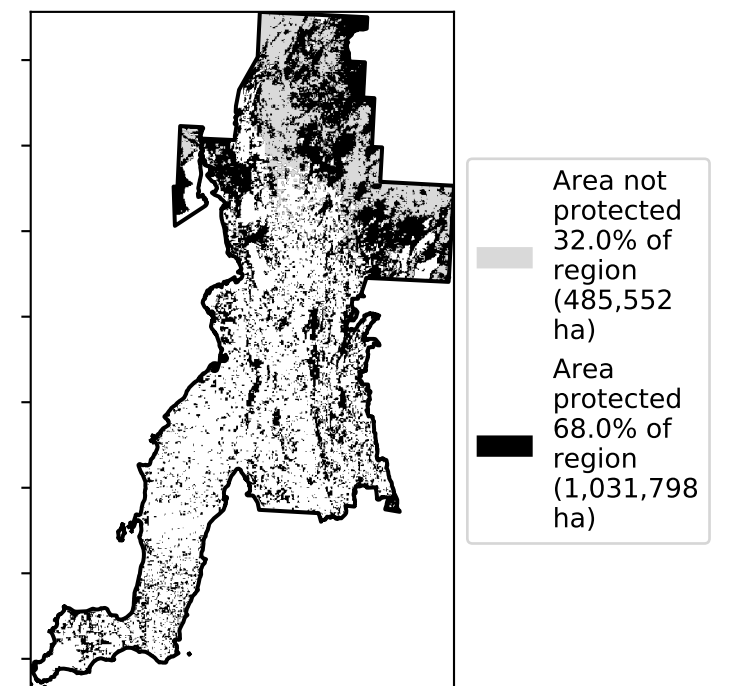 Area not
protected
32.0% of
region
(485,552
ha)
Area
protected
68.0% of
region
(1,031,798
ha)